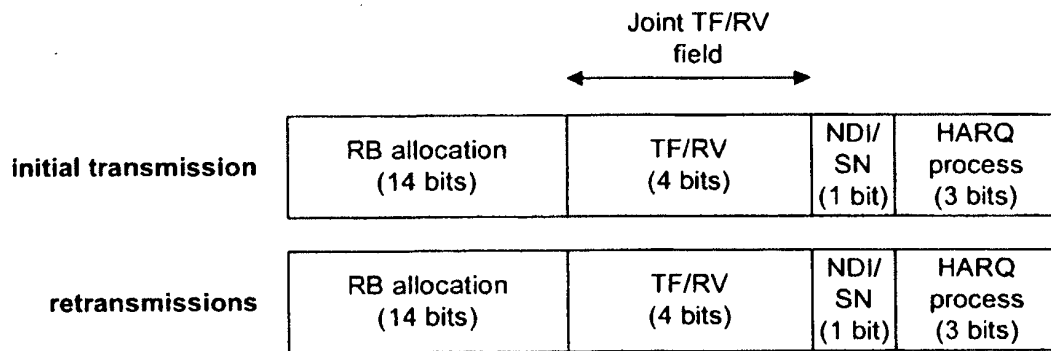 Joint TF/RV
field
initial transmission
RB allocation
(14 bits)
TF/RV
(4 bits)
NDI/
SN
(1 bit)
HARQ
process
(3 bits)
retransmissions
RB allocation
(14 bits)
TF/RV
(4 bits)
NDI/
SN
(1 bit)
HARQ
process
(3 bits)